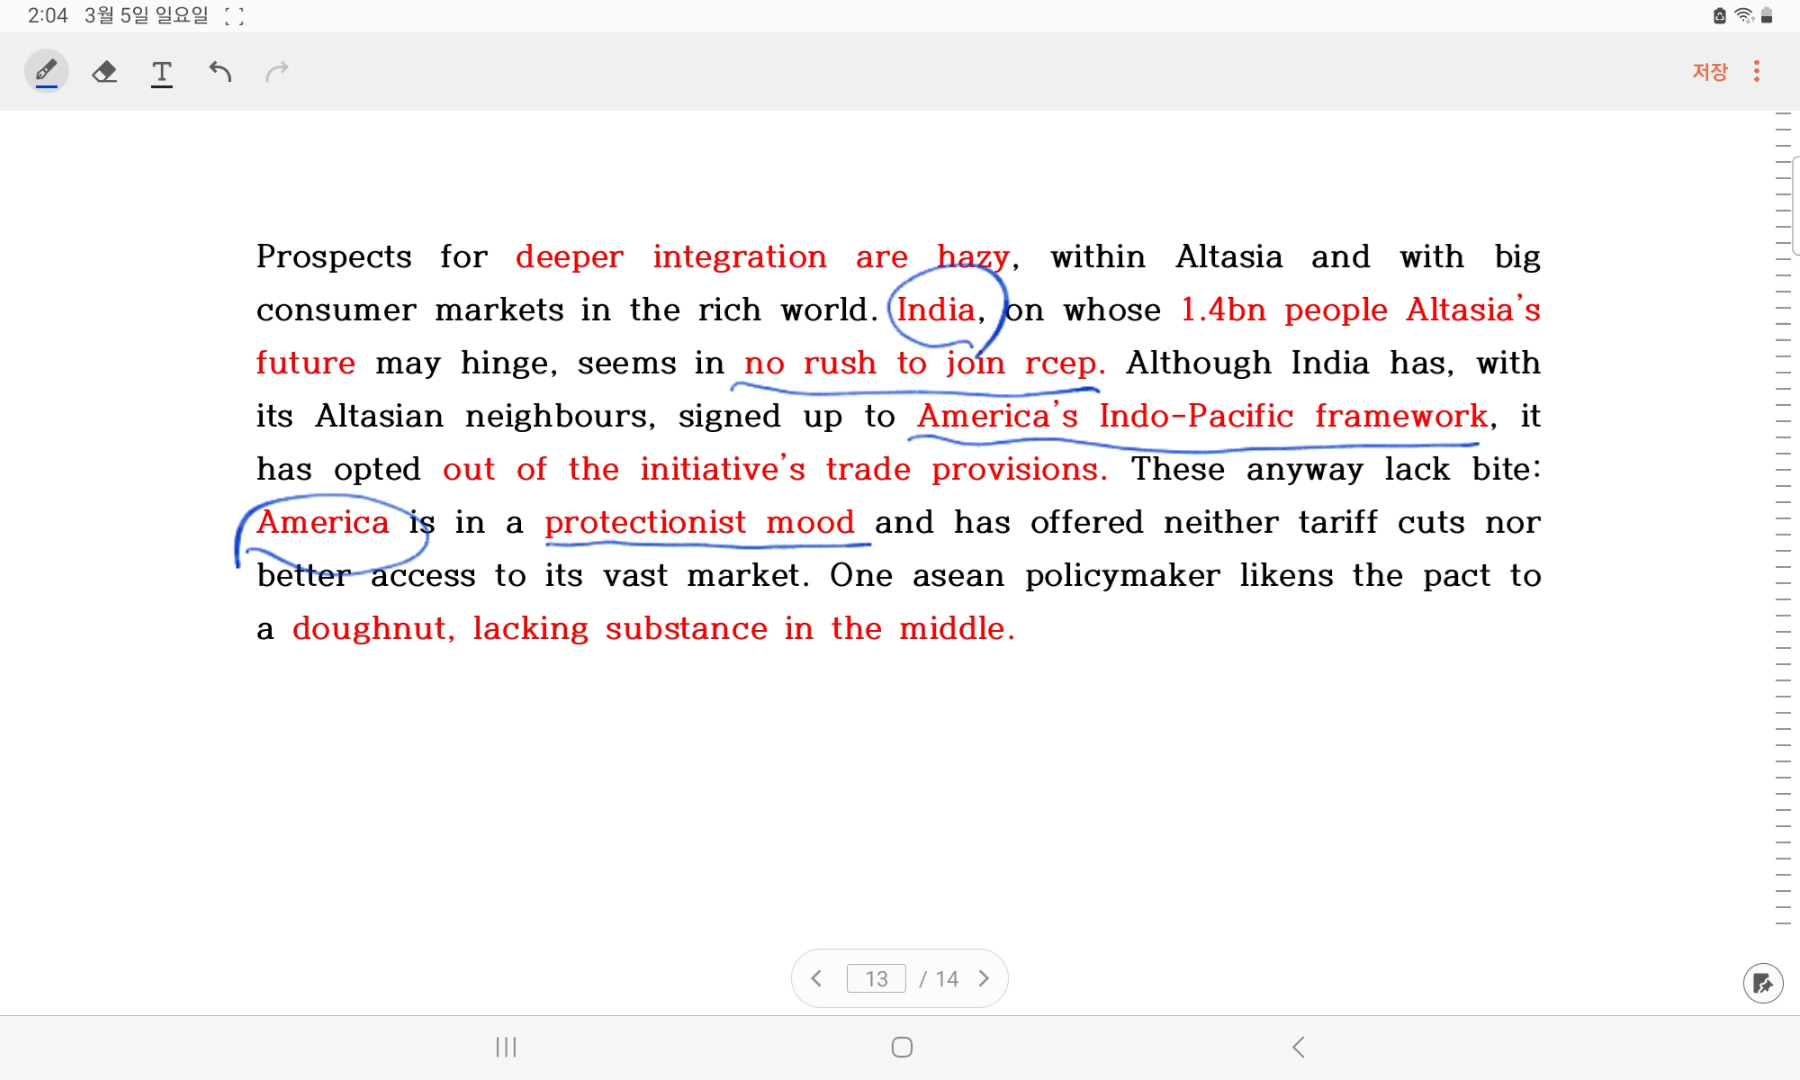 2:04 3월 5일 일요일
T
저장
Prospects for deeper integration are hazy, within Altasia and with big
consumer markets in the rich world. India, on whose 1.4bn people Altasia's
future may hinge, seems in no rush to join rcep. Although India has, with
its Altasian neighbours, signed up to America's Indo-Pacific framework, it
has opted out of the initiative's trade provisions. These anyway lack bite:
America is in a protectionist mood and has offered neither tariff cuts nor
better access to its vast market. One asean policymaker likens the pact to
a doughnut, lacking substance in the middle.
13 / 14